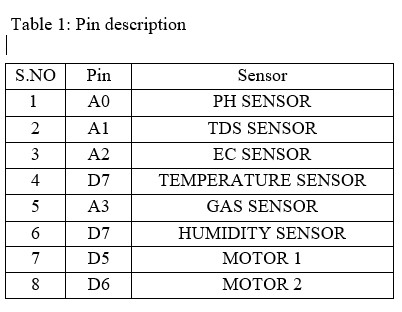 Table 1: Pin description
S.NO Pin Sensor
1 A0 PH SENSOR
2 A1 TDS SENSOR
3 A2 EC SENSOR
4 D7 TEMPERATURE SENSOR
5 A3 GAS SENSOR
6 D7 HUMIDITY SENSOR
7 D5 MOTOR 1
8 D6 MOTOR 2